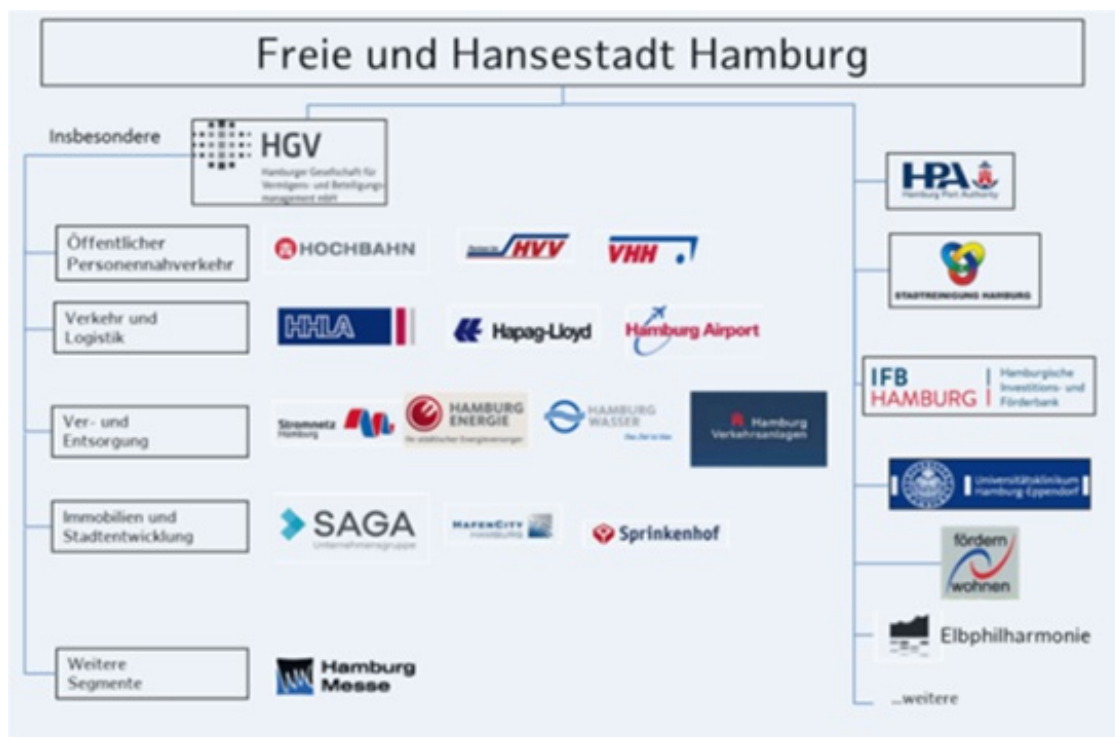 Freie und Hansestadt Hamburg
Insbesondere
HGV
Hamburger Gesellschaft für
Vermögens- und Beteiligungs-
management mbH
HPA
Hamburg Port Authority
Öffentlicher
Personennahverkehr
HOCHBAHN
HVV
VHH
STADTREINIGUNG HAMBURG
Verkehr und
Logistik
HHLA
Hapag-Lloyd
Hamburg Airport
IFB
HAMBURG
Hamburgische
Investitions- und
Förderbank
Ver- und
Entsorgung
Stromnetz
Hamburg
HAMBURG
ENERGIE
Ihr städtischer Energieversorger
HAMBURG
WASSER
Hamburg
Verkehrsanlagen
Universitätsklinikum
Hamburg-Eppendorf
Immobilien und
Stadtentwicklung
SAGA
Unternehmensgruppe
HAFENCITY
HAMBURG
Sprinkenhof
fördern
wohnen
Elbphilharmonie
Weitere
Segmente
Hamburg
Messe
...weitere